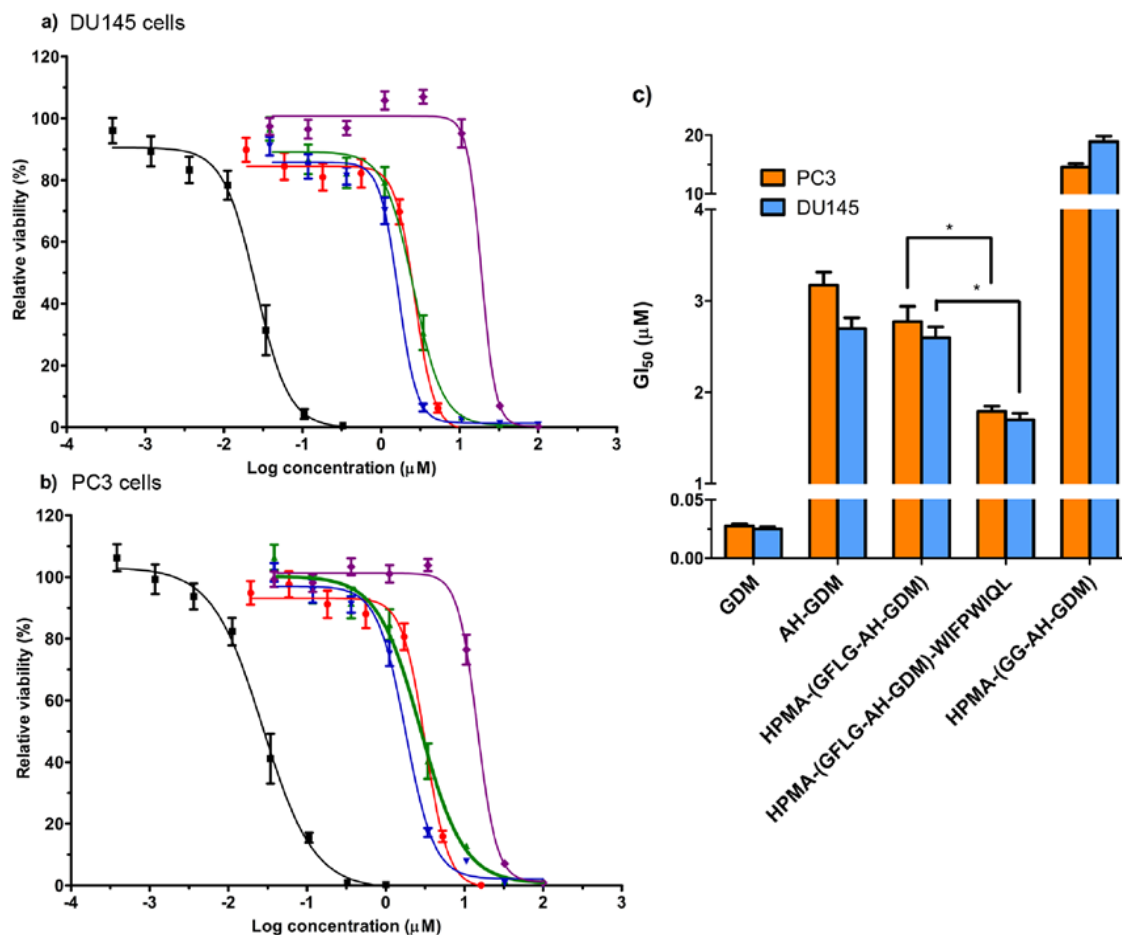 a) DU145 cells
120
100
80
60
40
20
0
Relative viability (%)
-4 -3 -2 -1 0 1 2 3
Log concentration (μM)
b) PC3 cells
120
100
80
60
40
20
0
Relative viability (%)
-4 -3 -2 -1 0 1 2 3
Log concentration (μM)
c)
PC3
DU145
20
10
4
3
2
1
0.05
0.00
GI50 (μM)
*
*
GDM
AH-GDM
HPMA-(GFLG-AH-GDM)
HPMA-(GFLG-AH-GDM)-WIFPWIQL
HPMA-(GG-AH-GDM)